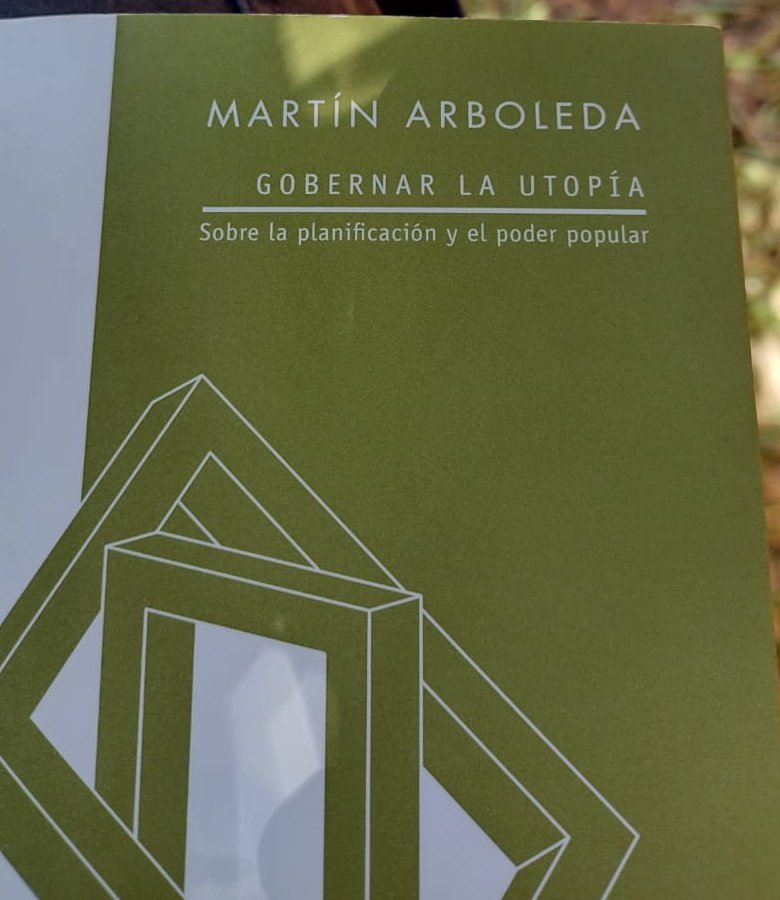 MARTÍN ARBOLEDA
GOBERNAR LA UTOPÍA
Sobre la planificación y el poder popular